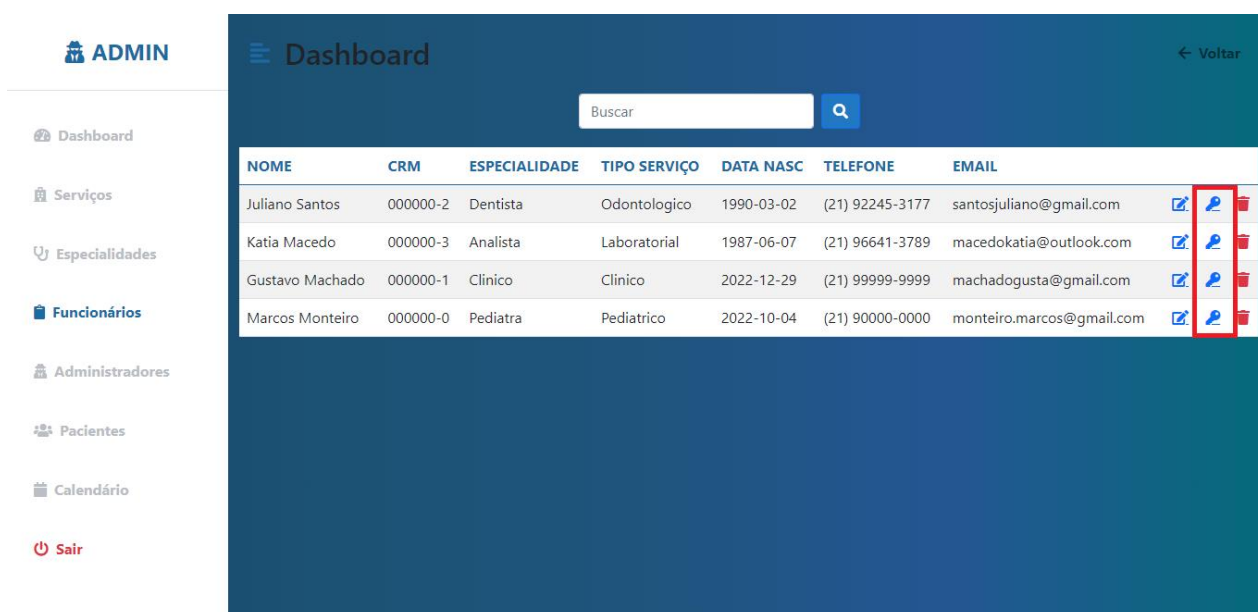 ADMIN
Dashboard
Serviços
Especialidades
Funcionários
Administradores
Pacientes
Calendário
Sair
Dashboard
Voltar
Buscar
NOME CRM ESPECIALIDADE TIPO SERVIÇO DATA NASC TELEFONE EMAIL
Juliano Santos 000000-2 Dentista Odontologico 1990-03-02 (21) 92245-3177 santosjuliano@gmail.com
Katia Macedo 000000-3 Analista Laboratorial 1987-06-07 (21) 96641-3789 macedokatia@outlook.com
Gustavo Machado 000000-1 Clinico Clinico 2022-12-29 (21) 99999-9999 machadogusta@gmail.com
Marcos Monteiro 000000-0 Pediatra Pediatrico 2022-10-04 (21) 90000-0000 monteiro.marcos@gmail.com